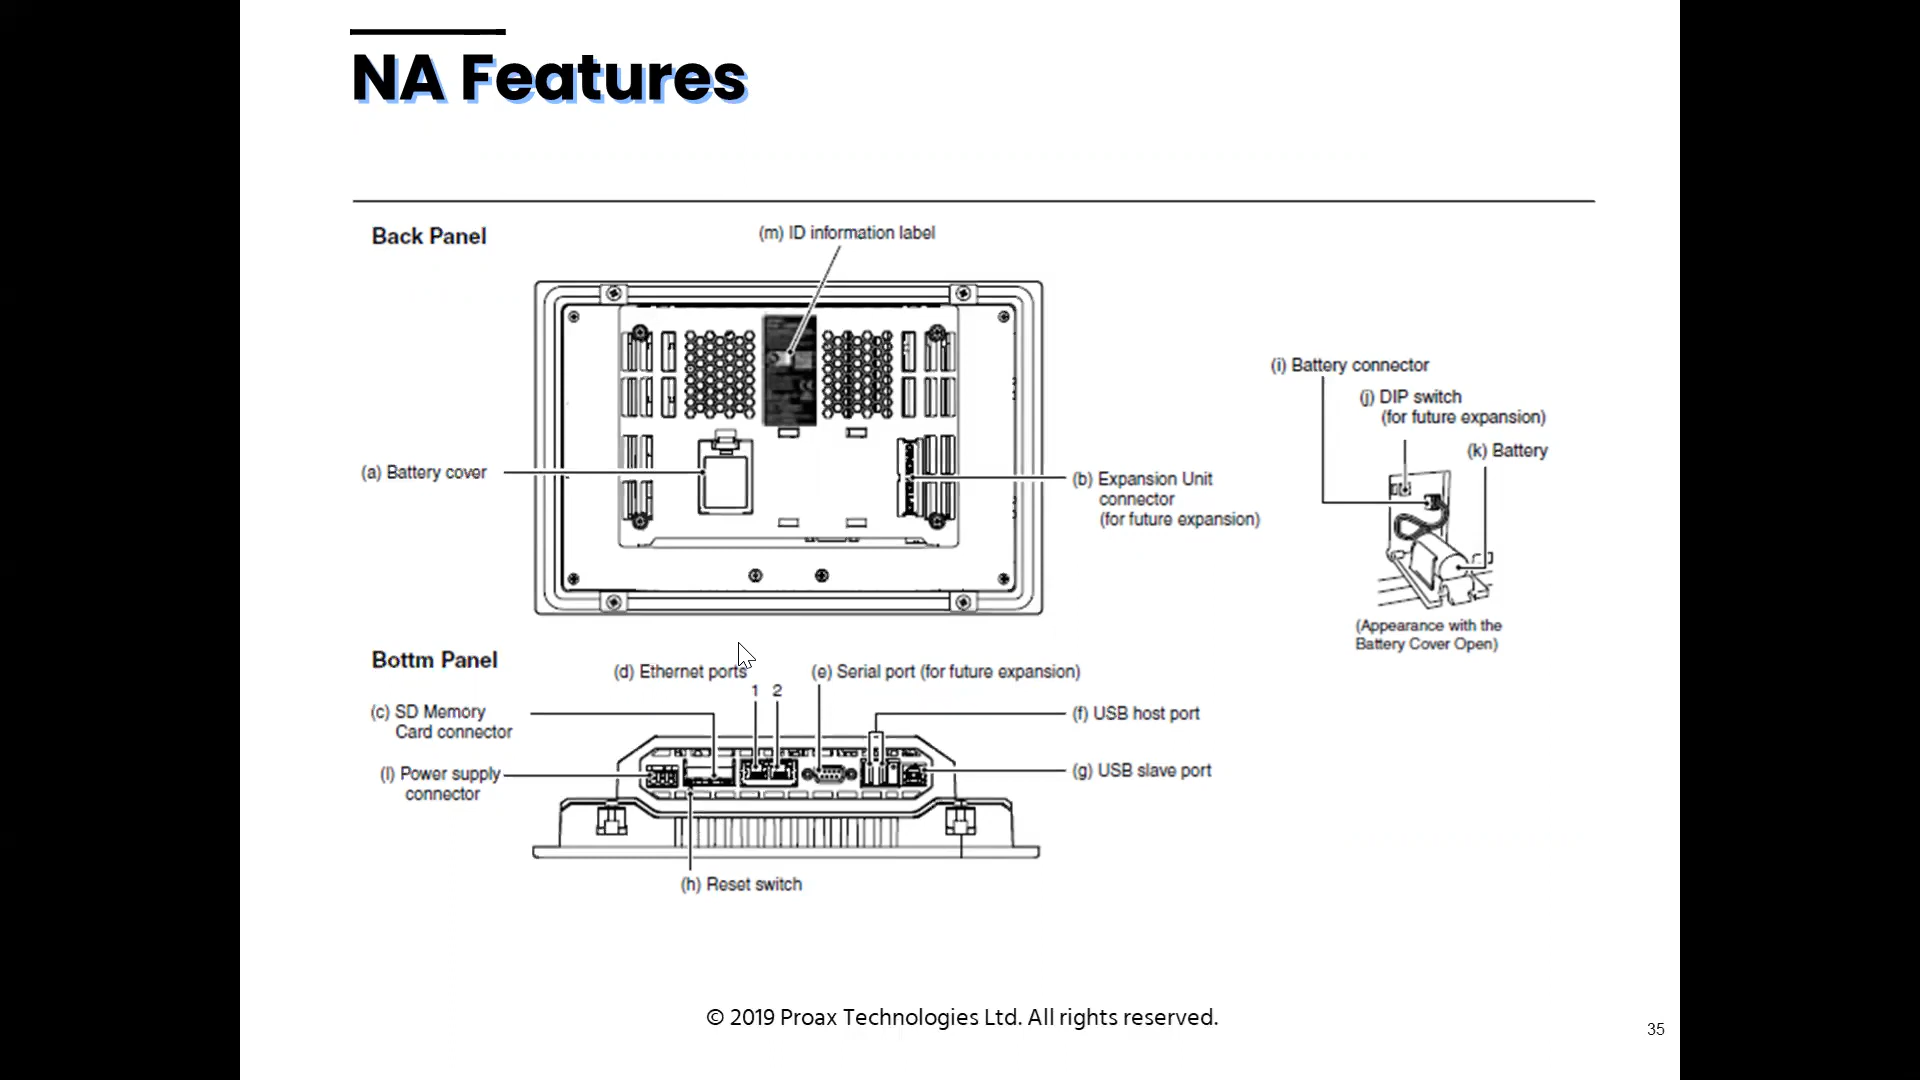 NA Features
Back Panel
(m) ID information label
(a) Battery cover
(b) Expansion Unit
connector
(for future expansion)
(i) Battery connector
(j) DIP switch
(for future expansion)
(k) Battery
(Appearance with the
Battery Cover Open)
Bottm Panel
(d) Ethernet ports
1 2
(e) Serial port (for future expansion)
(c) SD Memory
Card connector
(f) USB host port
(l) Power supply
connector
(g) USB slave port
(h) Reset switch
© 2019 Proax Technologies Ltd. All rights reserved.
35